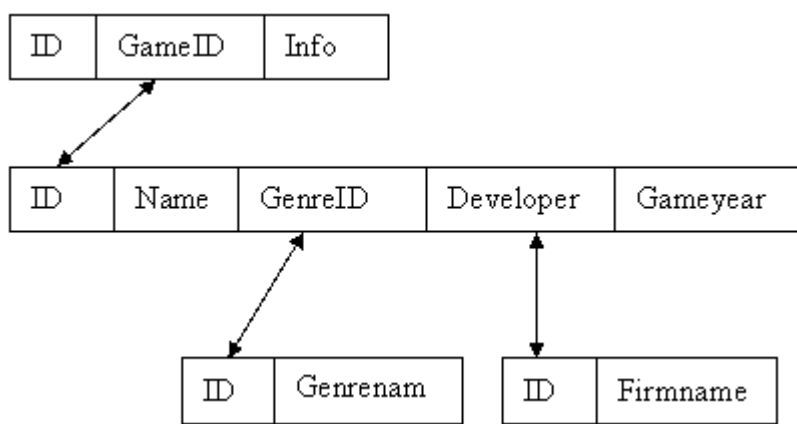 ID GameID Info
ID Name GenreID Developer Gameyear
ID Genrenam ID Firmname